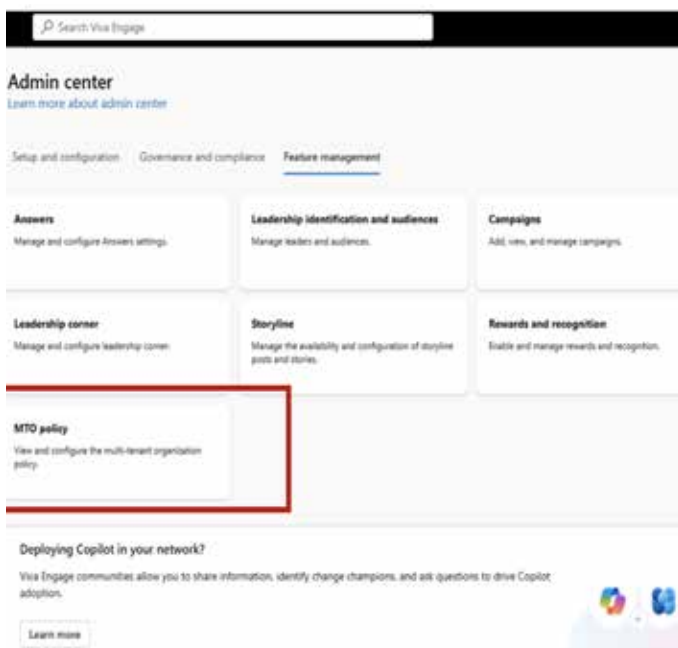 Search Viva Engage
Admin center
Learn more about admin center
Setup and configuration Governance and compliance Feature management
Answers
Manage and configure Answers settings.
Leadership identification and audiences
Manage leaders and audiences.
Campaigns
Add, view, and manage campaigns.
Leadership corner
Manage and configure leadership corner.
Storyline
Manage the availability and configuration of storyline
posts and stories.
Rewards and recognition
Enable and manage rewards and recognition.
MTO policy
View and configure the multi-tenant organization
policy.
Deploying Copilot in your network?
Viva Engage communities allow you to share information, identify change champions, and ask questions to drive Copilot
adoption.
Learn more